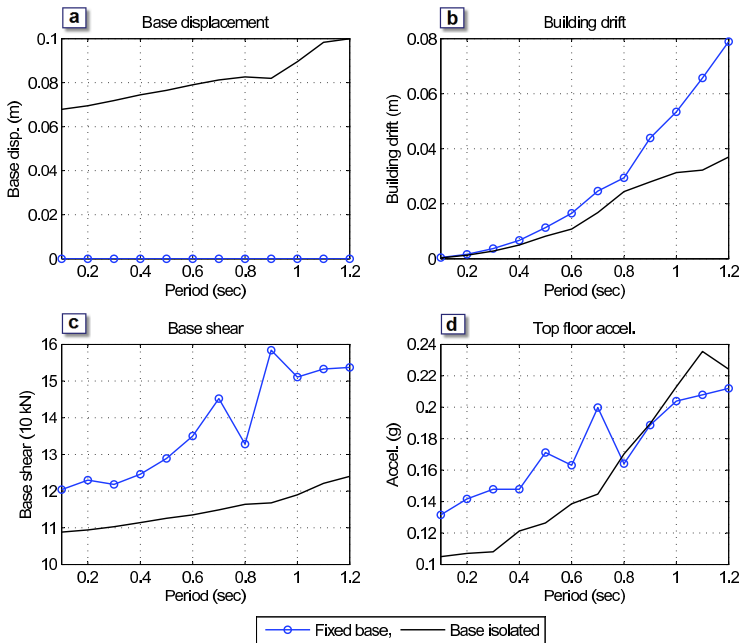 a
Base displacement
0.1
0.08
0.06
0.04
0.02
0
Base disp. (m)
0.2 0.4 0.6 0.8 1 1.2
Period (sec)
b
Building drift
0.08
0.06
0.04
0.02
0
Building drift (m)
0.2 0.4 0.6 0.8 1 1.2
Period (sec)
c
Base shear
16
15
14
13
12
11
10
Base shear (10 kN)
0.2 0.4 0.6 0.8 1 1.2
Period (sec)
d
Top floor accel.
0.24
0.22
0.2
0.18
0.16
0.14
0.12
0.1
Accel. (g)
0.2 0.4 0.6 0.8 1 1.2
Period (sec)
Fixed base, Base isolated